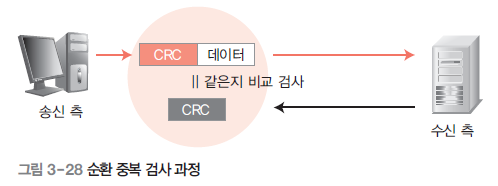 CRC 데이터
|| 같은지 비교 검사
CRC
송신 측
수신 측
그림 3-28 순환 중복 검사 과정